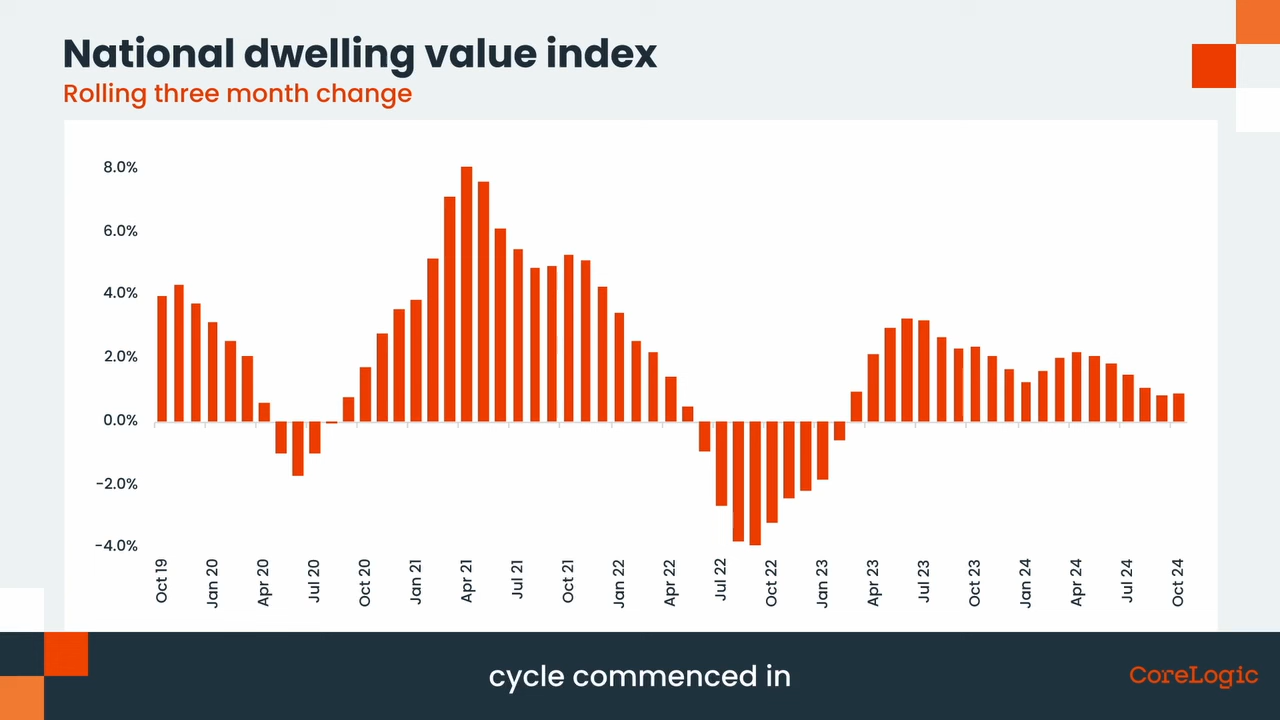 National dwelling value index
Rolling three month change
8.0%
6.0%
4.0%
2.0%
0.0%
-2.0%
-4.0%
Oct 19
Jan 20
Apr 20
Jul 20
Oct 20
Jan 21
Apr 21
Jul 21
Oct 21
Jan 22
Apr 22
Jul 22
Oct 22
Jan 23
Apr 23
Jul 23
Oct 23
Jan 24
Apr 24
Jul 24
Oct 24
cycle commenced in
CoreLogic